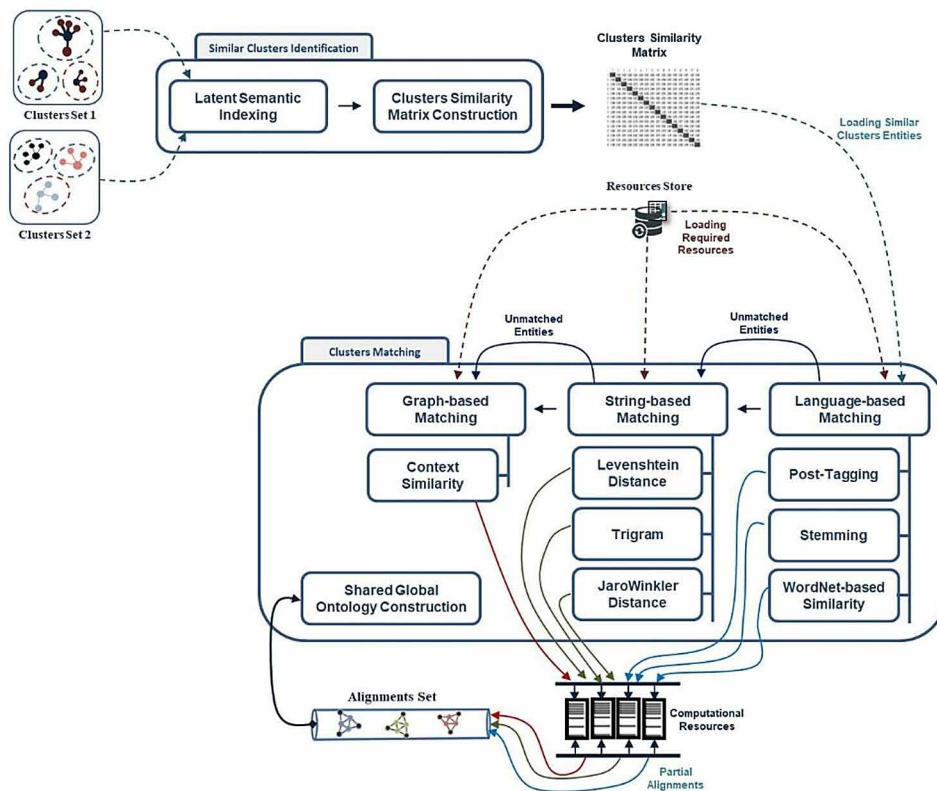 Similar Clusters Identification
Clusters Similarity
Matrix
Latent Semantic
Indexing
Clusters Similarity
Matrix Construction
Clusters Set 1
Loading Similar
Clusters Entities
Clusters Set 2
Resources Store
Loading
Required
Resources
Unmatched
Entities
Unmatched
Entities
Clusters Matching
Graph-based
Matching
String-based
Matching
Language-based
Matching
Context
Similarity
Levenshtein
Distance
Post-Tagging
Trigram
Stemming
Shared Global
Ontology Construction
JaroWinkler
Distance
WordNet-based
Similarity
Alignments Set
Computational
Resources
Partial
Alignments